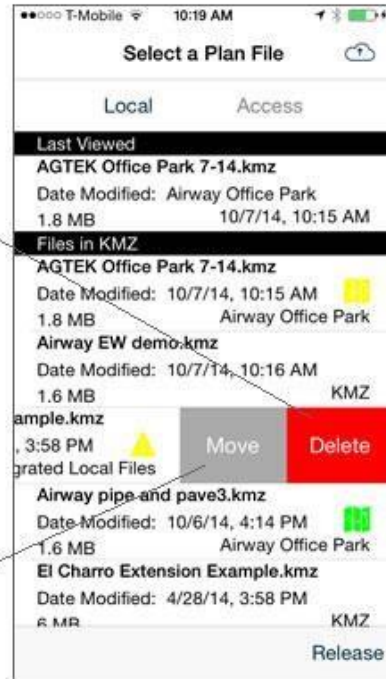 T-Mobile 10:19 AM
Select a Plan File
Local Access
Last Viewed
AGTEK Office Park 7-14.kmz
Date Modified: Airway Office Park
1.8 MB 10/7/14, 10:15 AM
Files in KMZ
AGTEK Office Park 7-14.kmz
Date Modified: 10/7/14, 10:15 AM
1.8 MB Airway Office Park
Airway EW demo.kmz
Date Modified: 10/7/14, 10:16 AM
1.6 MB KMZ
ample.kmz
, 3:58 PM Move Delete
grated Local Files
Airway pipe and pave3.kmz
Date Modified: 10/6/14, 4:14 PM
1.6 MB Airway Office Park
El Charro Extension Example.kmz
Date Modified: 4/28/14, 3:58 PM
6 MB KMZ
Release